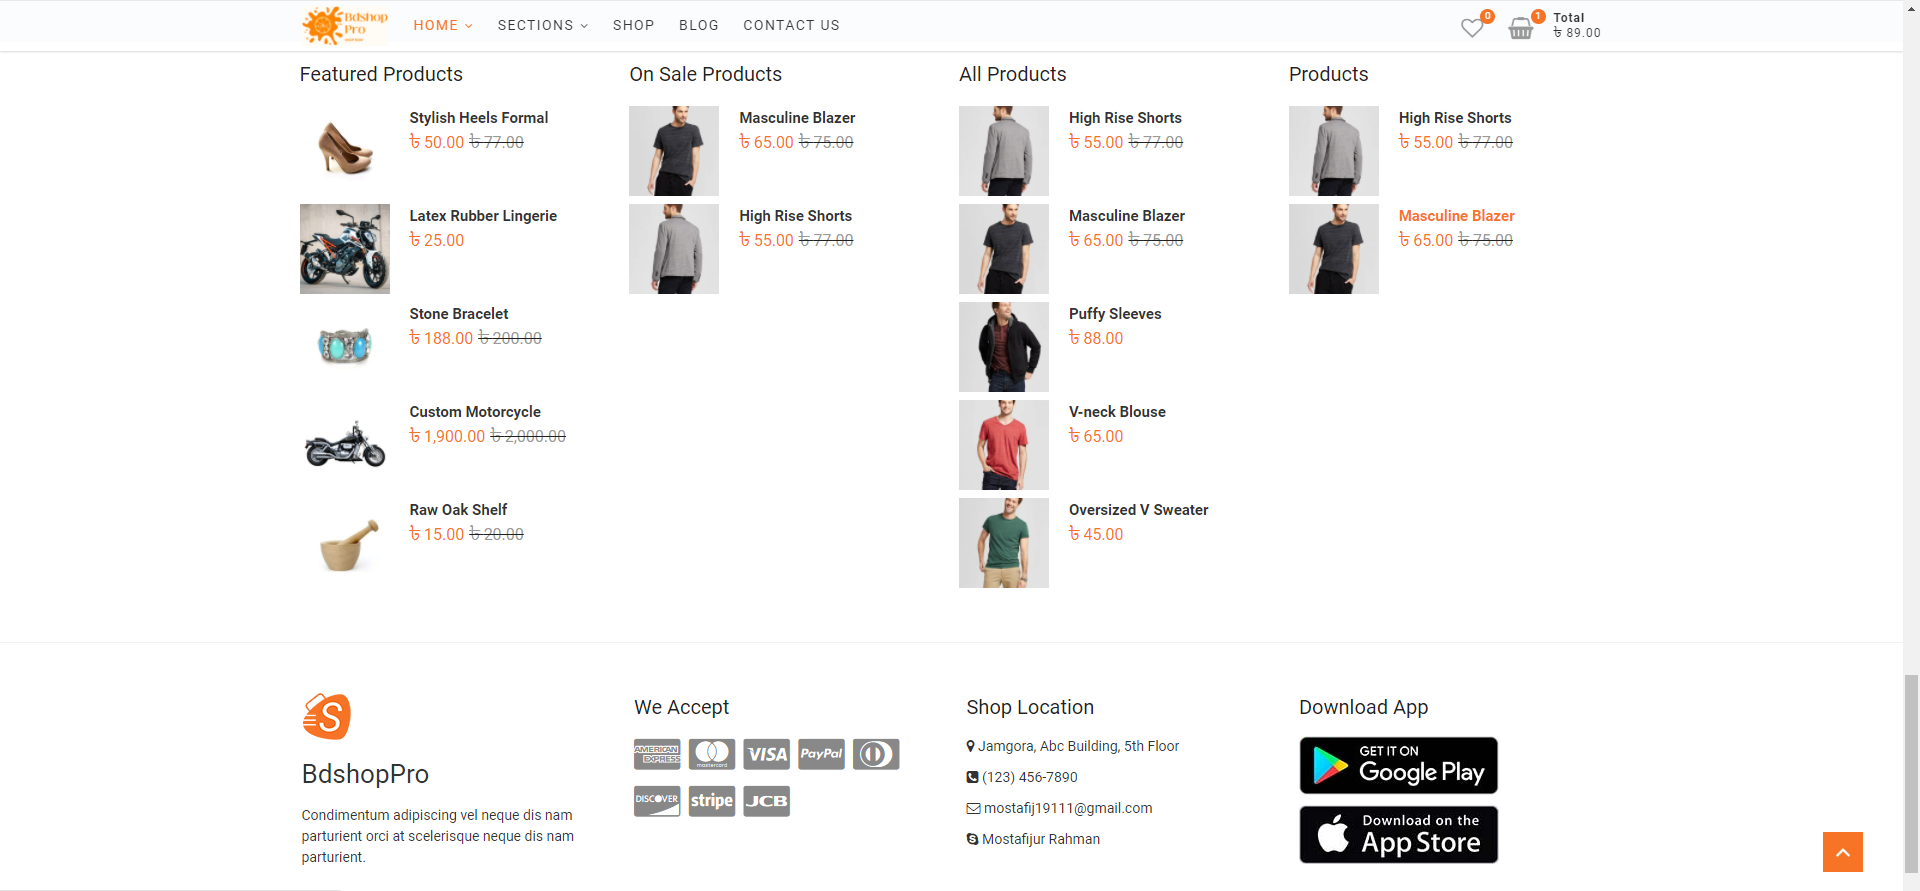 Bdshop
Pro
HOME
SECTIONS
SHOP
BLOG
CONTACT US
0
1
Total
৳ 89.00
Featured Products
Stylish Heels Formal
৳ 50.00 ৳ 77.00
Latex Rubber Lingerie
৳ 25.00
Stone Bracelet
৳ 188.00 ৳ 200.00
Custom Motorcycle
৳ 1,900.00 ৳ 2,000.00
Raw Oak Shelf
৳ 15.00 ৳ 20.00
On Sale Products
Masculine Blazer
৳ 65.00 ৳ 75.00
High Rise Shorts
৳ 55.00 ৳ 77.00
All Products
High Rise Shorts
৳ 55.00 ৳ 77.00
Masculine Blazer
৳ 65.00 ৳ 75.00
Puffy Sleeves
৳ 88.00
V-neck Blouse
৳ 65.00
Oversized V Sweater
৳ 45.00
Products
High Rise Shorts
৳ 55.00 ৳ 77.00
Masculine Blazer
৳ 65.00 ৳ 75.00
S
BdshopPro
Condimentum adipiscing vel neque dis nam
parturient orci at scelerisque neque dis nam
parturient.
We Accept
AMERICAN EXPRESS
mastercard
VISA
PayPal
DISCOVER
stripe
JCB
Shop Location
Jamgora, Abc Building, 5th Floor
(123) 456-7890
mostafij19111@gmail.com
Mostafijur Rahman
Download App
GET IT ON
Google Play
Download on the
App Store